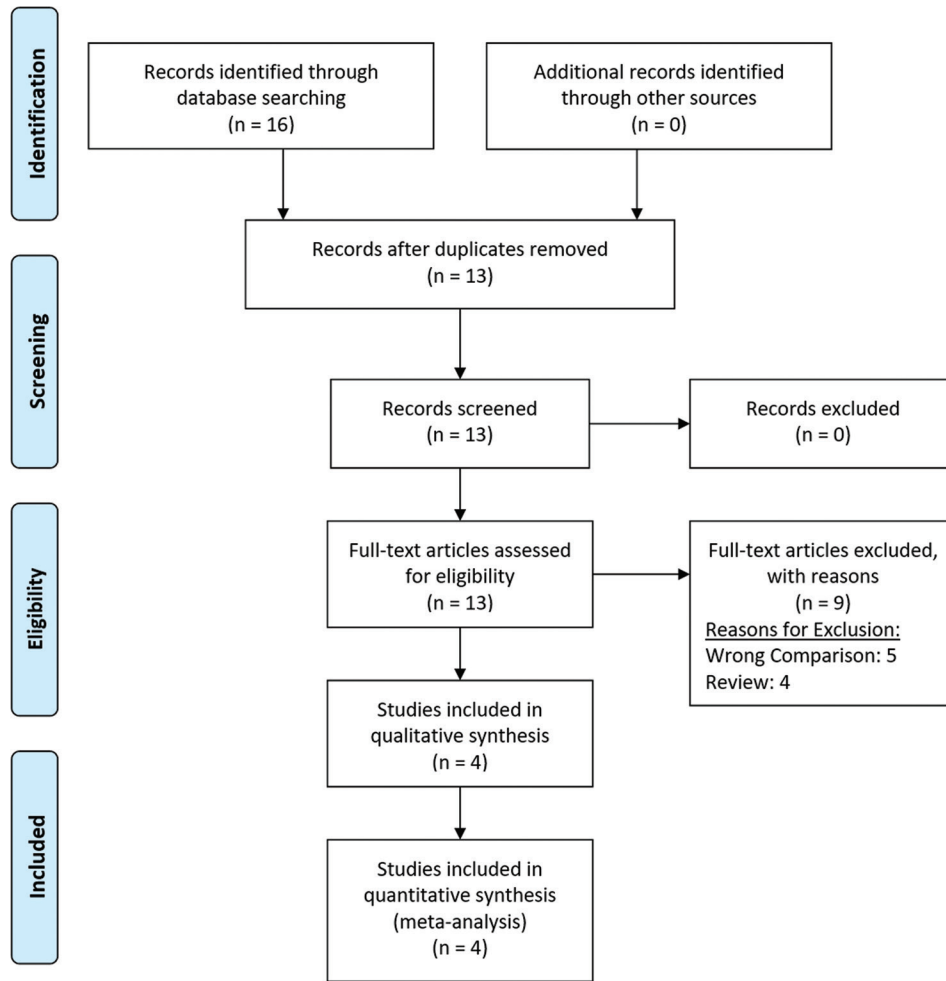 Identification
Records identified through
database searching
(n = 16)
Additional records identified
through other sources
(n = 0)
Records after duplicates removed
(n = 13)
Screening
Records screened
(n = 13)
Records excluded
(n = 0)
Eligibility
Full-text articles assessed
for eligibility
(n = 13)
Full-text articles excluded,
with reasons
(n = 9)
Reasons for Exclusion:
Wrong Comparison: 5
Review: 4
Studies included in
qualitative synthesis
(n = 4)
Included
Studies included in
quantitative synthesis
(meta-analysis)
(n = 4)